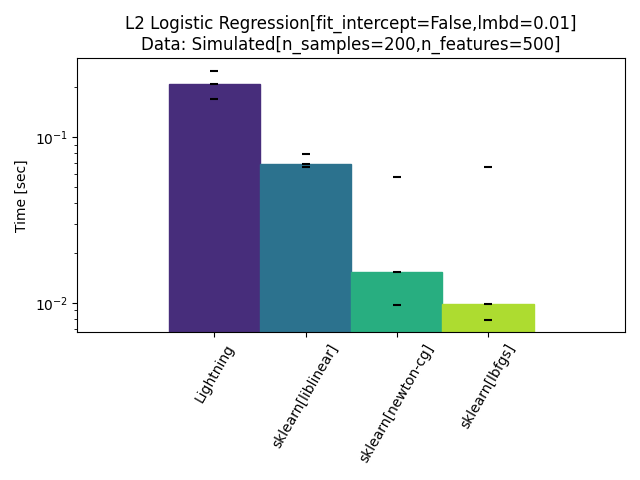 L2 Logistic Regression[fit_intercept=False,lmbd=0.01]
Data: Simulated[n_samples=200,n_features=500]
Time [sec]
10⁻¹
10⁻²
Lightning
sklearn[liblinear]
sklearn[newton-cg]
sklearn[lbfgs]